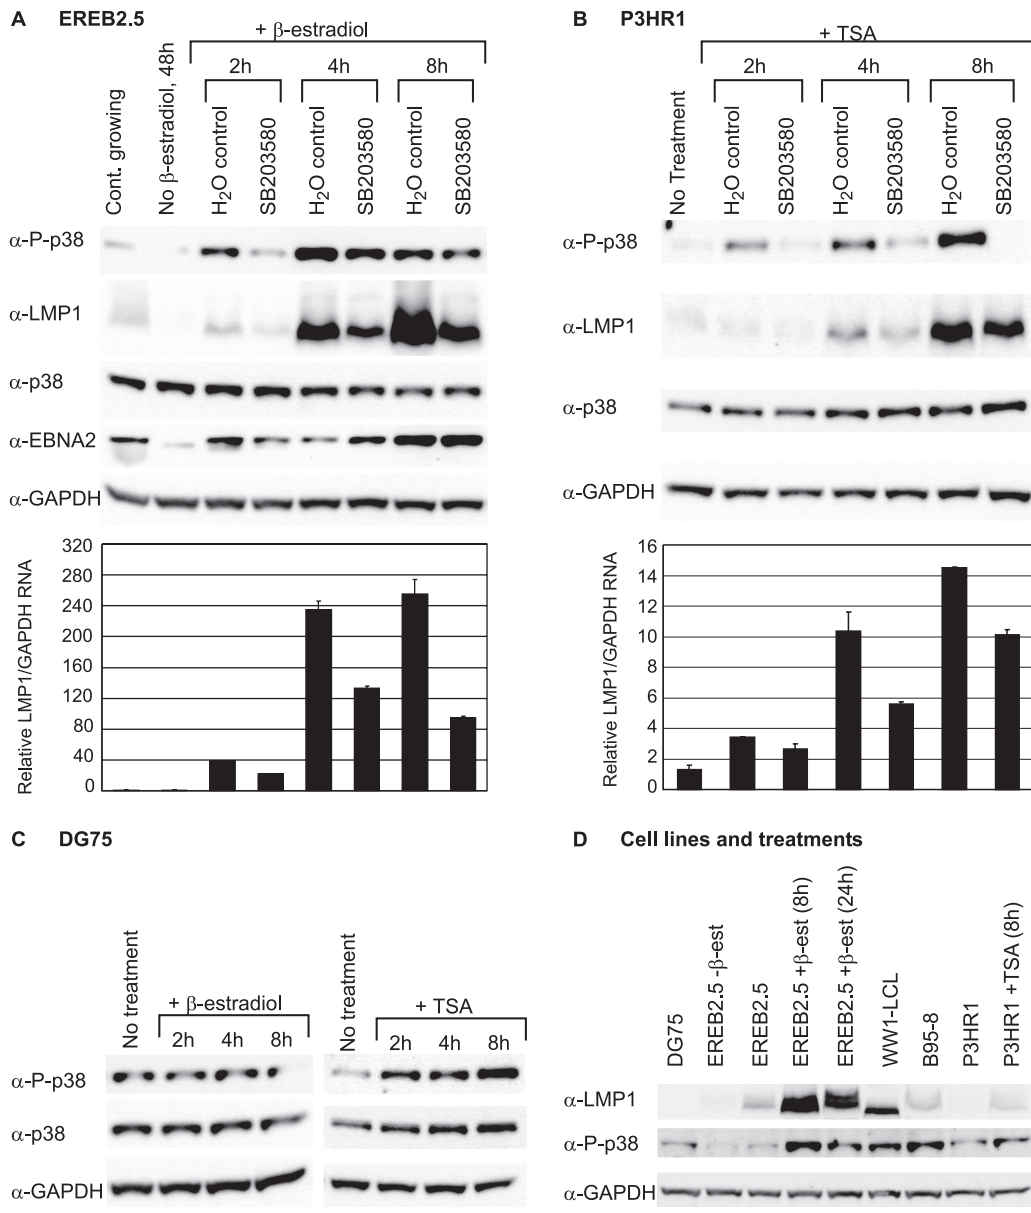 A EREB2.5
+ β-estradiol
2h 4h 8h
Cont. growing
No β-estradiol, 48h
H2O control
SB203580
H2O control
SB203580
H2O control
SB203580
α-P-p38
α-LMP1
α-p38
α-EBNA2
α-GAPDH
Relative LMP1/GAPDH RNA
320
280
240
200
160
120
80
40
0
B P3HR1
+ TSA
2h 4h 8h
No Treatment
H2O control
SB203580
H2O control
SB203580
H2O control
SB203580
α-P-p38
α-LMP1
α-p38
α-GAPDH
Relative LMP1/GAPDH RNA
16
14
12
10
8
6
4
2
0
C DG75
No treatment
+ β-estradiol
2h 4h 8h
No treatment
+ TSA
2h 4h 8h
α-P-p38
α-p38
α-GAPDH
D Cell lines and treatments
DG75
EREB2.5 -β-est
EREB2.5
EREB2.5 +β-est (8h)
EREB2.5 +β-est (24h)
WW1-LCL
B95-8
P3HR1
P3HR1 +TSA (8h)
α-LMP1
α-P-p38
α-GAPDH